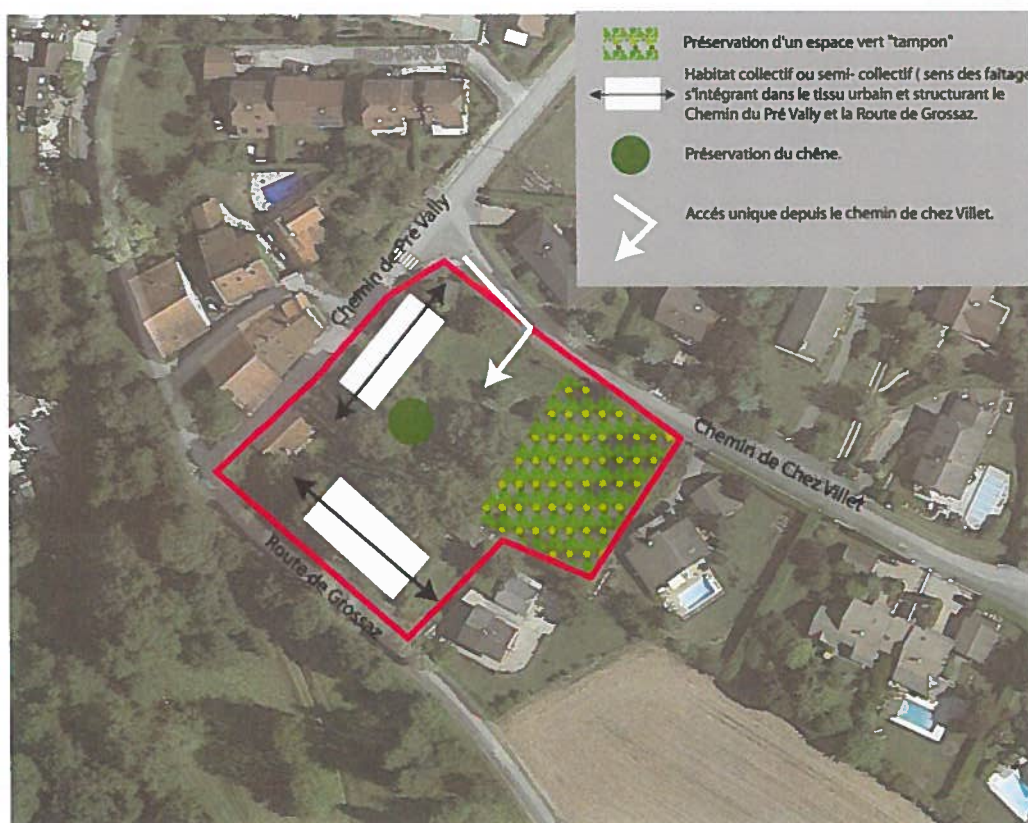 Préservation d'un espace vert "tampon"
Habitat collectif ou semi- collectif ( sens des faîtage
s'intégrant dans le tissu urbain et structurant le
Chemin du Pré Vally et la Route de Grossaz.
Préservation du chêne.
Accés unique depuis le chemin de chez Villet.
Chemin de Pré Vally
Chemin de Chez Villet
Route de Grossaz